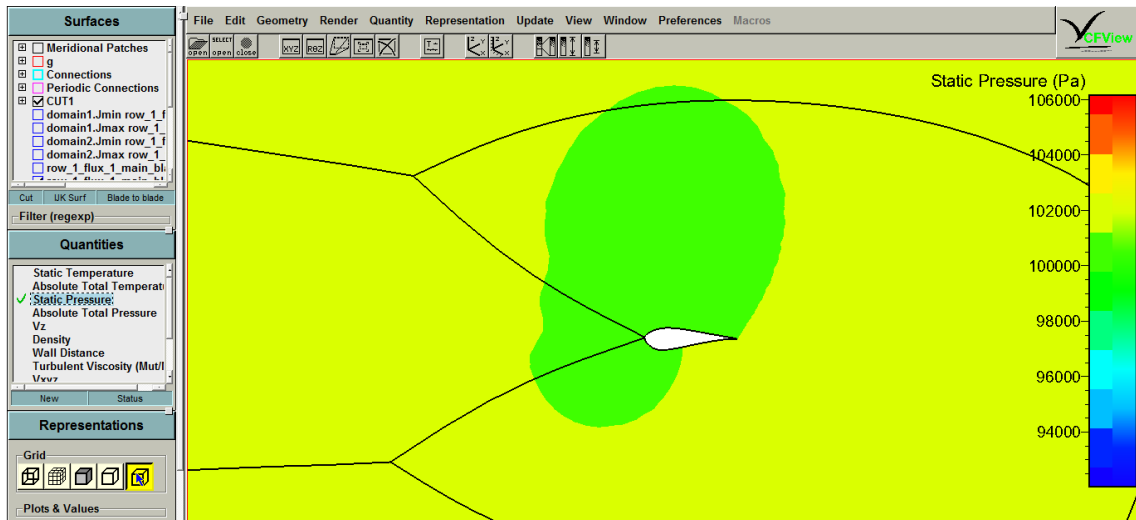 Surfaces
Meridional Patches
g
Connections
Periodic Connections
CUT1
domain1.Jmin row_1_f
domain1.Jmax row_1_
domain2.Jmin row_1_f
domain2.Jmax row_1_
row_1_flux_1_main_bl
Cut UK Surf Blade to blade
Filter (regexp)
Quantities
Static Temperature
Absolute Total Temperat
Static Pressure
Absolute Total Pressure
Vz
Density
Wall Distance
Turbulent Viscosity (Mut/
Vxyz
New Status
Representations
Grid
Plots & Values
File Edit Geometry Render Quantity Representation Update View Window Preferences Macros
open SELECT open close XYZ RθZ T
CFView
Static Pressure (Pa)
106000
104000
102000
100000
98000
96000
94000